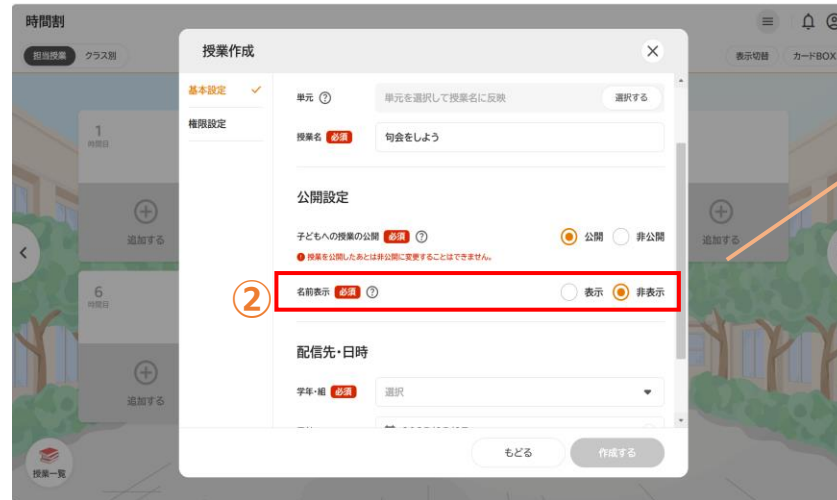 時間割
担当授業 クラス別
表示切替 カードBOX
授業作成
基本設定
権限設定
単元 ? 単元を選択して授業名に反映 選択する
授業名 必須 句会をしよう
公開設定
子どもへの授業の公開 必須 ? 公開 非公開
! 授業を公開したあとは非公開に変更することはできません。
② 名前表示 必須 ? 表示 非表示
配信先・日時
学年・組 必須 選択
もどる 作成する
1
時間目
追加する
6
時間目
追加する
追加する
授業一覧